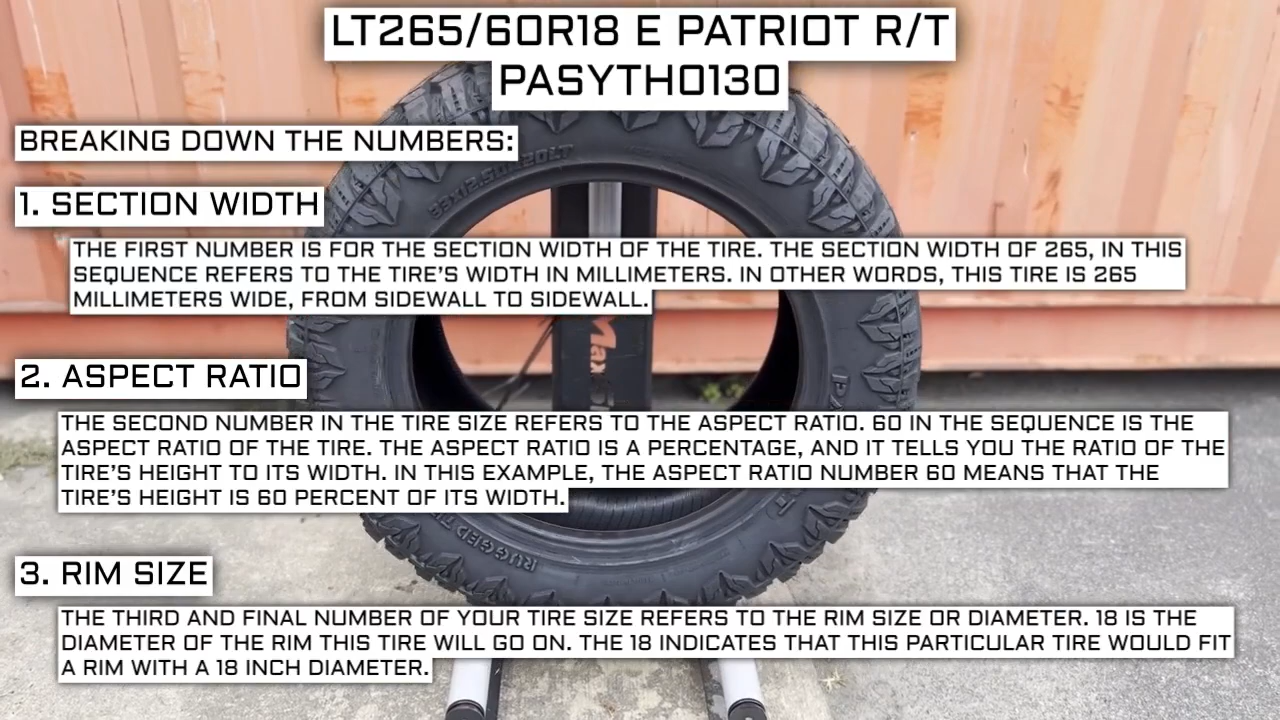 LT265/60R18 E PATRIOT R/T
PASYTH0130
BREAKING DOWN THE NUMBERS:
33X12.50R20LT
1. SECTION WIDTH
THE FIRST NUMBER IS FOR THE SECTION WIDTH OF THE TIRE. THE SECTION WIDTH OF 265, IN THIS
SEQUENCE REFERS TO THE TIRE'S WIDTH IN MILLIMETERS. IN OTHER WORDS, THIS TIRE IS 265
MILLIMETERS WIDE, FROM SIDEWALL TO SIDEWALL.
2. ASPECT RATIO
THE SECOND NUMBER IN THE TIRE SIZE REFERS TO THE ASPECT RATIO. 60 IN THE SEQUENCE IS THE
ASPECT RATIO OF THE TIRE. THE ASPECT RATIO IS A PERCENTAGE, AND IT TELLS YOU THE RATIO OF THE
TIRE'S HEIGHT TO ITS WIDTH. IN THIS EXAMPLE, THE ASPECT RATIO NUMBER 60 MEANS THAT THE
TIRE'S HEIGHT IS 60 PERCENT OF ITS WIDTH.
RUGGED
3. RIM SIZE
THE THIRD AND FINAL NUMBER OF YOUR TIRE SIZE REFERS TO THE RIM SIZE OR DIAMETER. 18 IS THE
DIAMETER OF THE RIM THIS TIRE WILL GO ON. THE 18 INDICATES THAT THIS PARTICULAR TIRE WOULD FIT
A RIM WITH A 18 INCH DIAMETER.